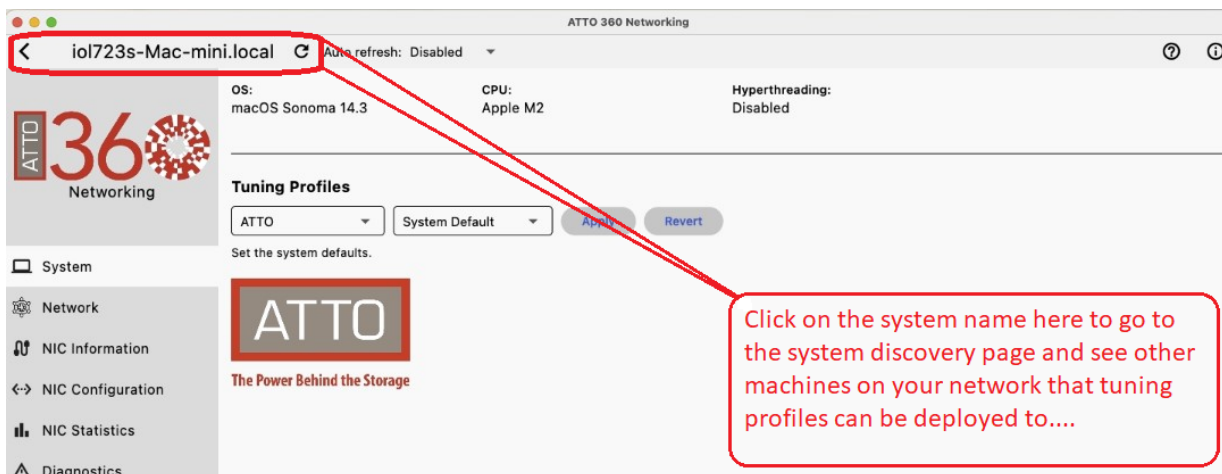 ATTO 360 Networking
iol723s-Mac-mini.local Auto refresh: Disabled
ATTO
360
Networking
System
Network
NIC Information
NIC Configuration
NIC Statistics
Diagnostics
OS: CPU: Hyperthreading:
macOS Sonoma 14.3 Apple M2 Disabled
Tuning Profiles
ATTO System Default Apply Revert
Set the system defaults.
ATTO
The Power Behind the Storage
Click on the system name here to go to
the system discovery page and see other
machines on your network that tuning
profiles can be deployed to....